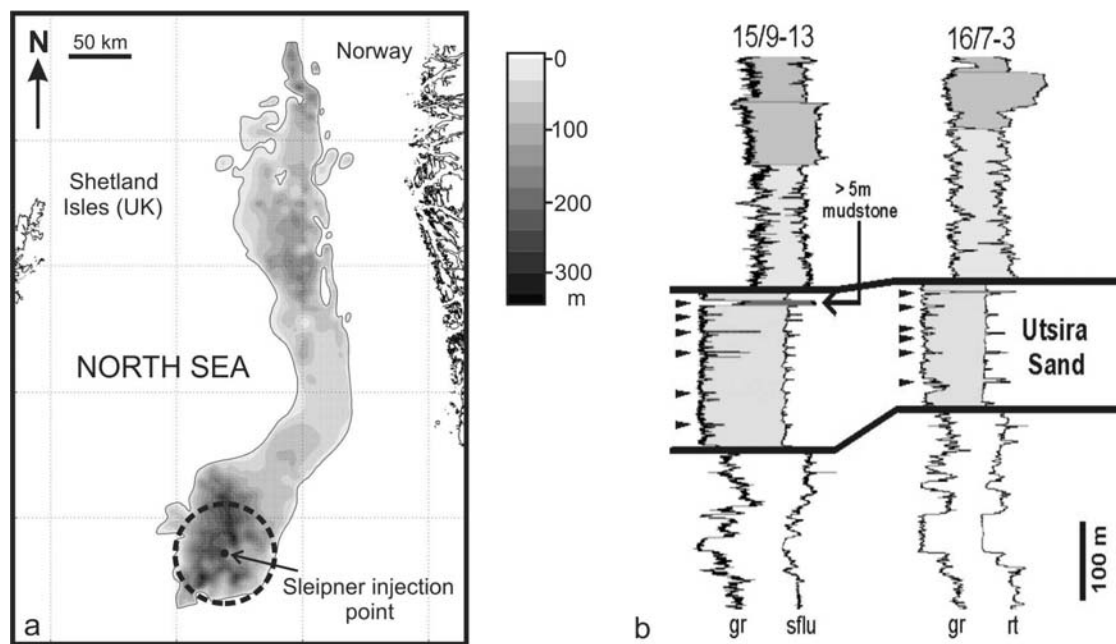 N
50 km
Norway
Shetland
Isles (UK)
NORTH SEA
Sleipner injection
point
a
0
100
200
300
m
15/9-13
16/7-3
> 5m
mudstone
Utsira
Sand
100 m
b
gr
sflu
gr
rt